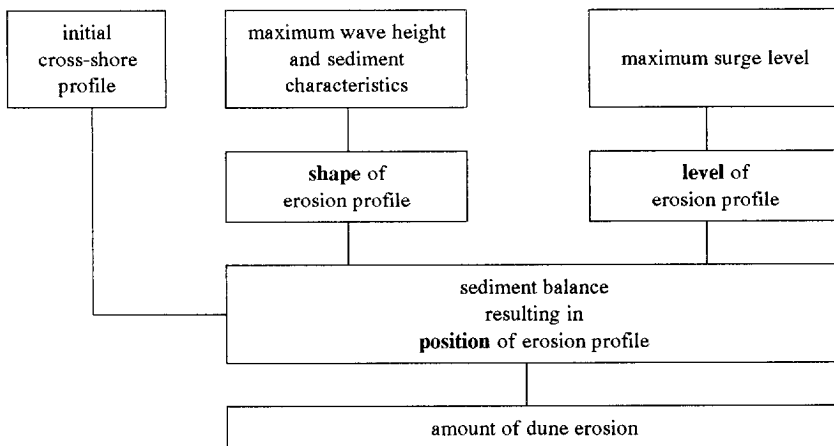 initial
cross-shore
profile
maximum wave height
and sediment
characteristics
maximum surge level
shape of
erosion profile
level of
erosion profile
sediment balance
resulting in
position of erosion profile
amount of dune erosion